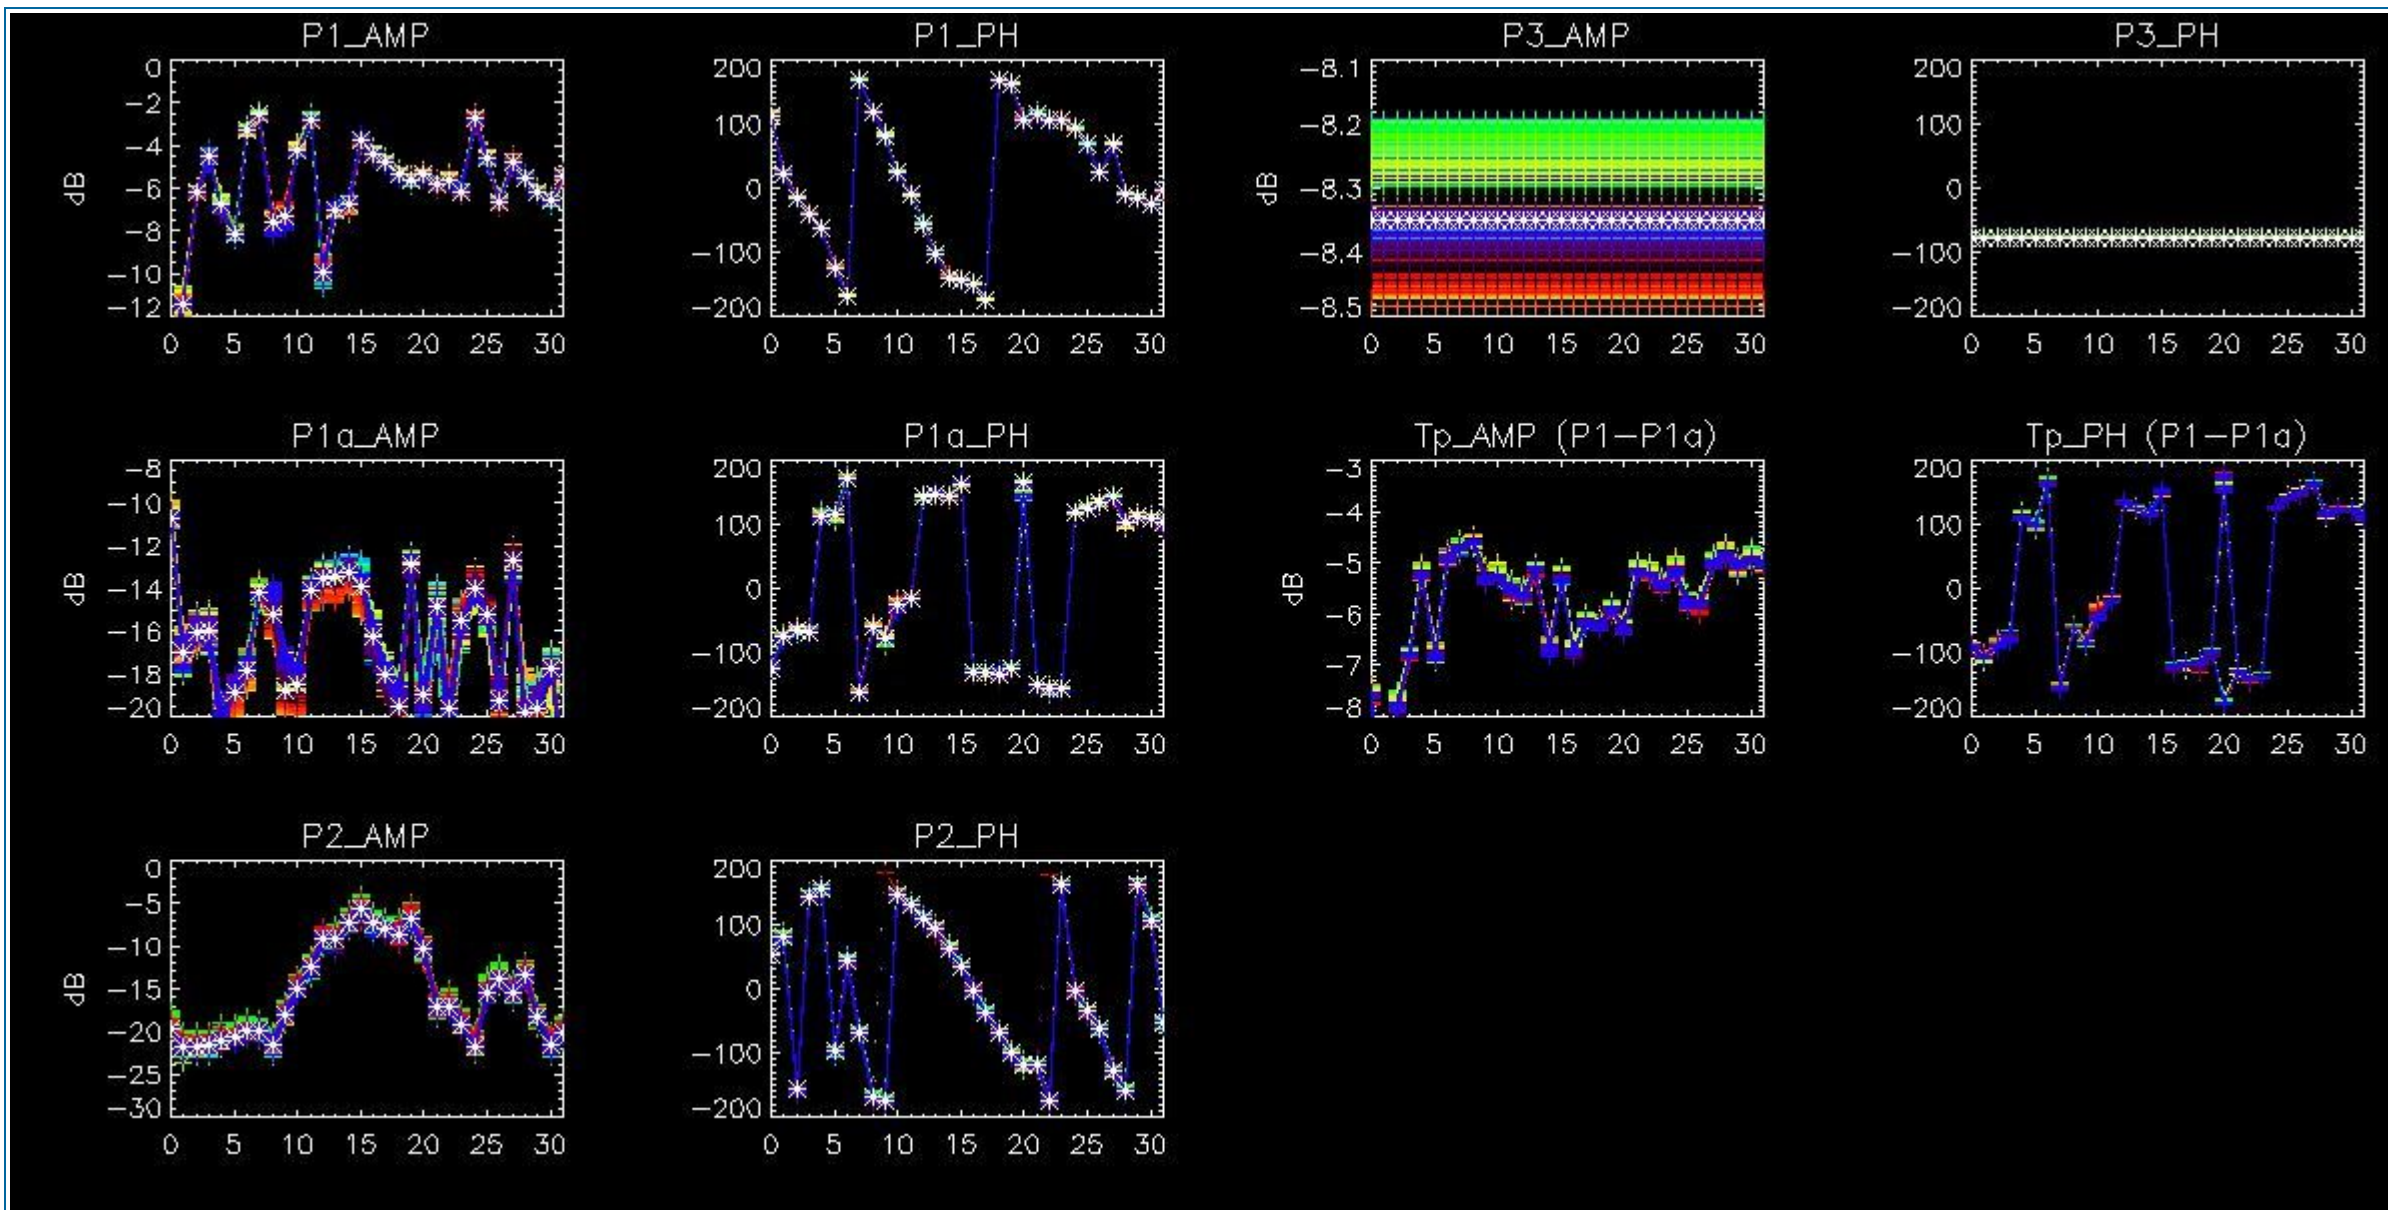 P1_AMP
0
−2
−4
−6
−8
−10
−12
dB
0 5 10 15 20 25 30
P1_PH
200
100
0
−100
−200
0 5 10 15 20 25 30
P3_AMP
−8.1
−8.2
−8.3
−8.4
−8.5
dB
0 5 10 15 20 25 30
P3_PH
200
100
0
−100
−200
0 5 10 15 20 25 30
P1a_AMP
−8
−10
−12
−14
−16
−18
−20
dB
0 5 10 15 20 25 30
P1a_PH
200
100
0
−100
−200
0 5 10 15 20 25 30
Tp_AMP (P1−P1a)
−3
−4
−5
−6
−7
−8
dB
0 5 10 15 20 25 30
Tp_PH (P1−P1a)
200
100
0
−100
−200
0 5 10 15 20 25 30
P2_AMP
0
−5
−10
−15
−20
−25
−30
dB
0 5 10 15 20 25 30
P2_PH
200
100
0
−100
−200
0 5 10 15 20 25 30